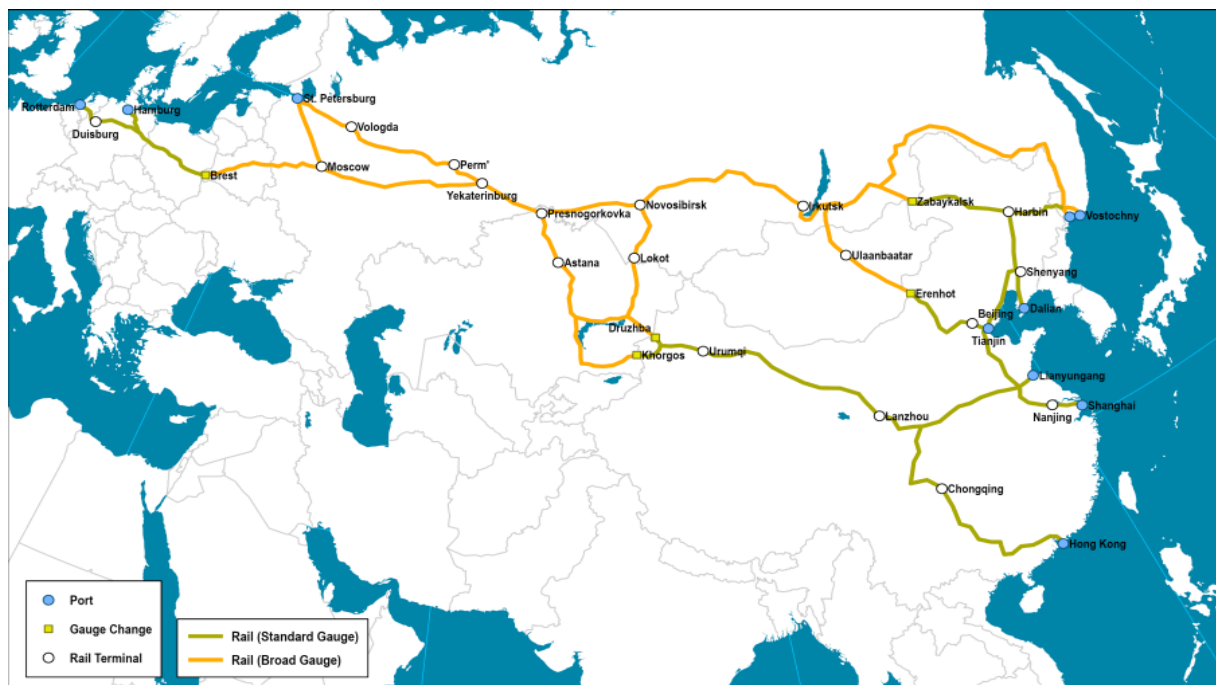 Rotterdam
Hamburg
St. Petersburg
Duisburg
Vologda
Brest
Moscow
Perm'
Yekaterinburg
Presnogorkovka
Novosibirsk
Irkutsk
Zabaykalsk
Harbin
Vostochny
Astana
Lokot
Ulaanbaatar
Shenyang
Erenhot
Dalian
Beijing
Tianjin
Druzhba
Khorgos
Urumqi
Lianyungang
Lanzhou
Nanjing
Shanghai
Chongqing
Hong Kong
Port
Gauge Change
Rail Terminal
Rail (Standard Gauge)
Rail (Broad Gauge)